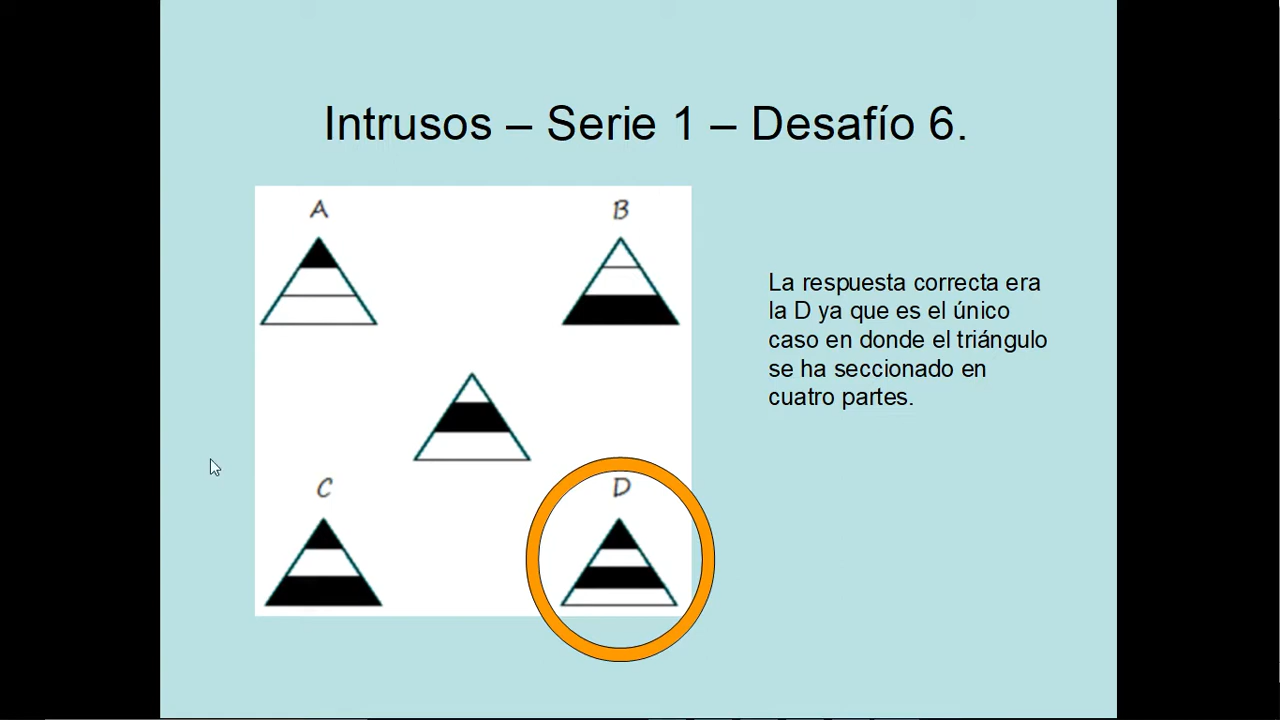 Intrusos – Serie 1 – Desafío 6.
A
B
La respuesta correcta era
la D ya que es el único
caso en donde el triángulo
se ha seccionado en
cuatro partes.
C
D